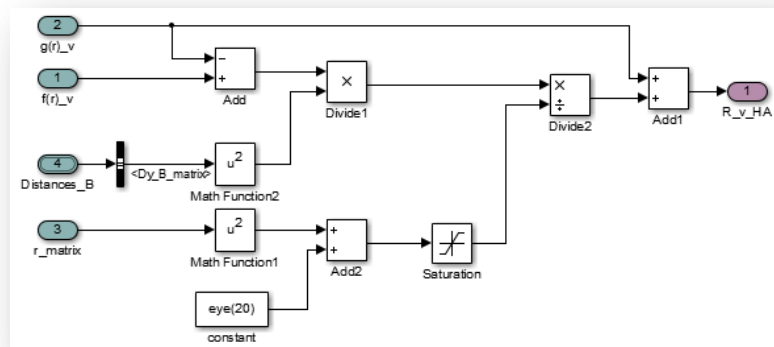 2
g(r)_v
1
f(r)_v
−
+
Add
×
Divide1
×
÷
Divide2
+
+
Add1
1
R_v_HA
4
Distances_B
<Dy_B_matrix>
u²
Math Function2
3
r_matrix
u²
Math Function1
+
+
Add2
Saturation
eye(20)
constant